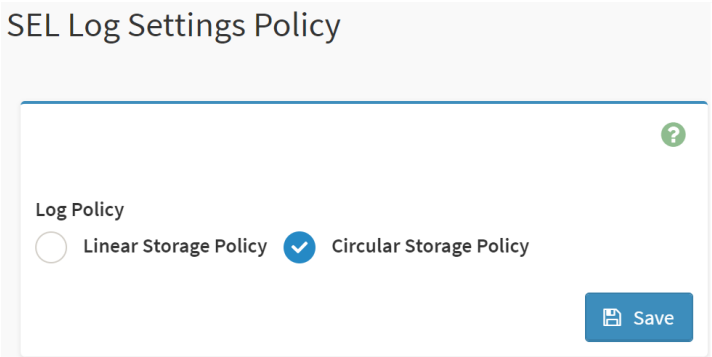 SEL Log Settings Policy
?
Log Policy
Linear Storage Policy Circular Storage Policy
Save